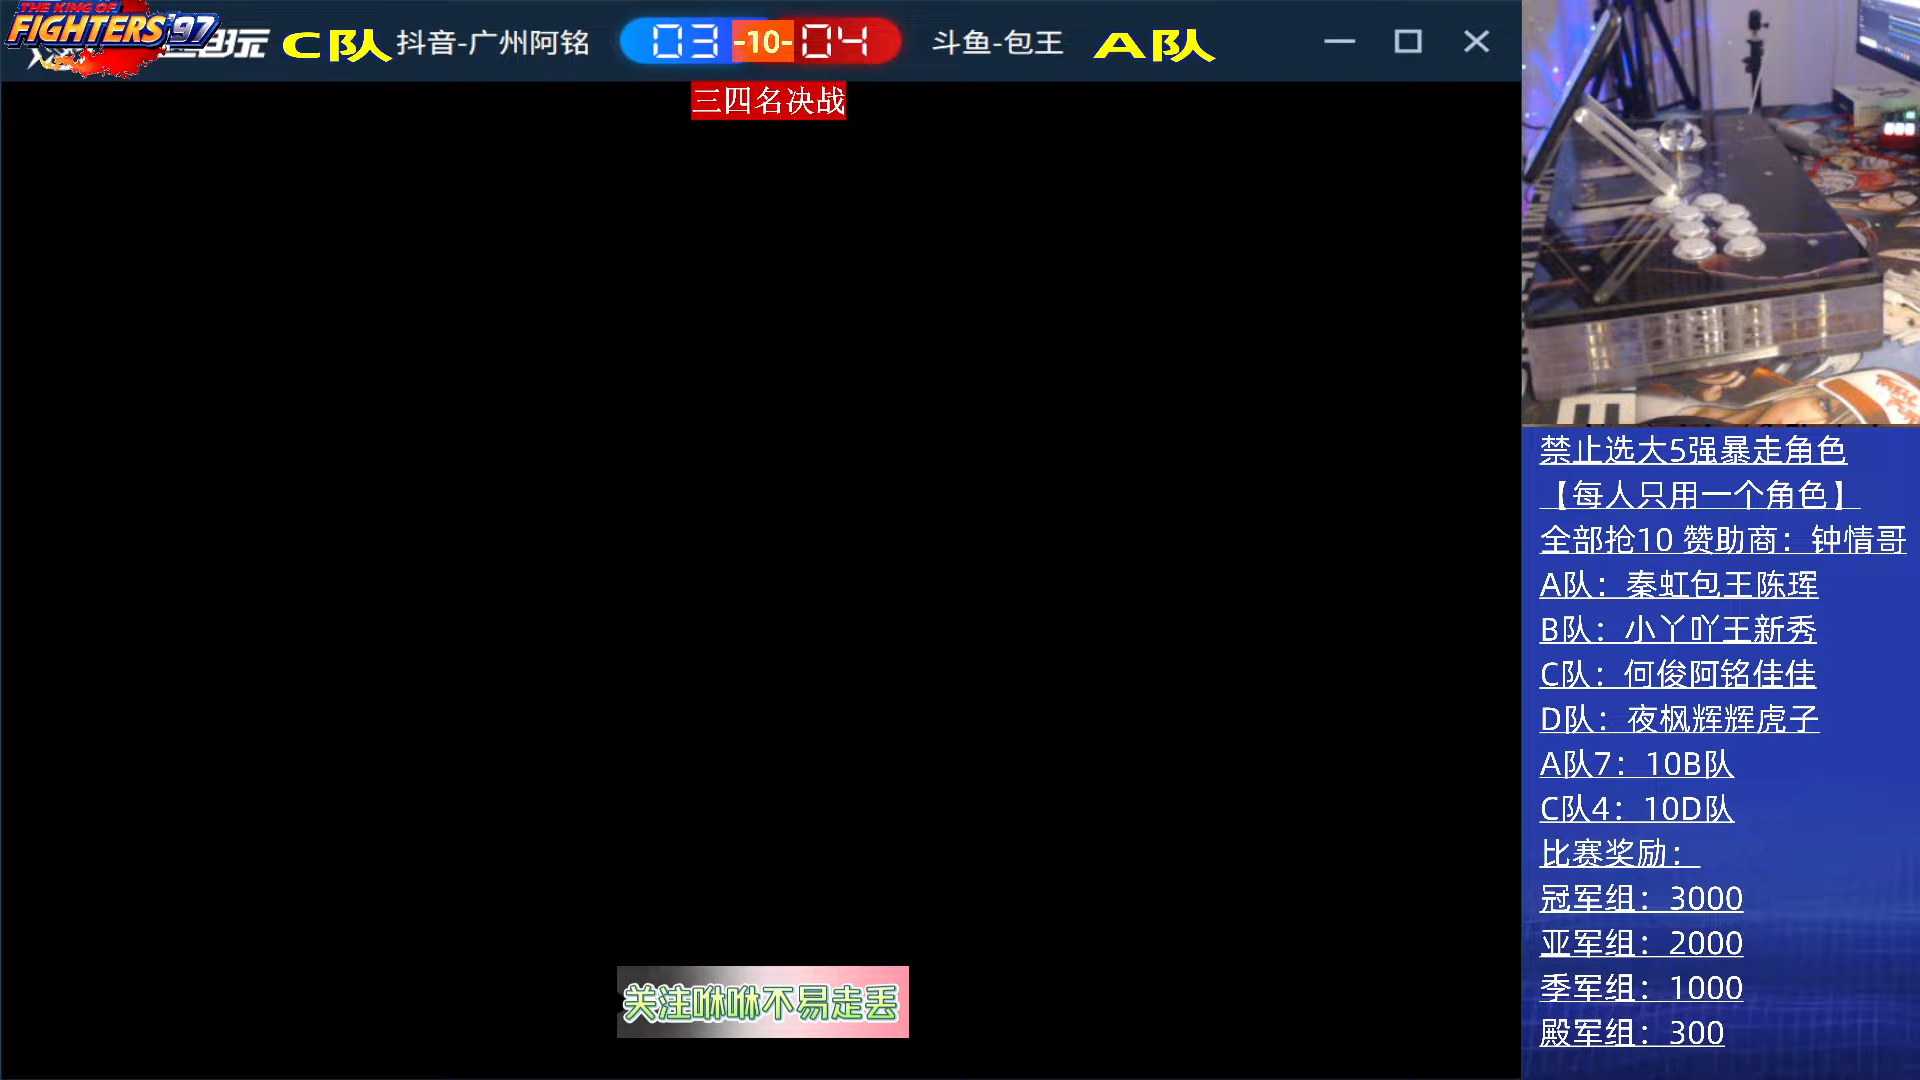 THE KING OF
FIGHTERS'97
电玩
C队 抖音-广州阿铭 03 -10- 04 斗鱼-包王 A队
三四名决战
禁止选大5强暴走角色
【每人只用一个角色】
全部抢10 赞助商：钟情哥
A队：秦虹包王陈珲
B队：小丫吖王新秀
C队：何俊阿铭佳佳
D队：夜枫辉辉虎子
A队7：10B队
C队4：10D队
比赛奖励：
冠军组：3000
亚军组：2000
季军组：1000
殿军组：300
关注咻咻不易走丢